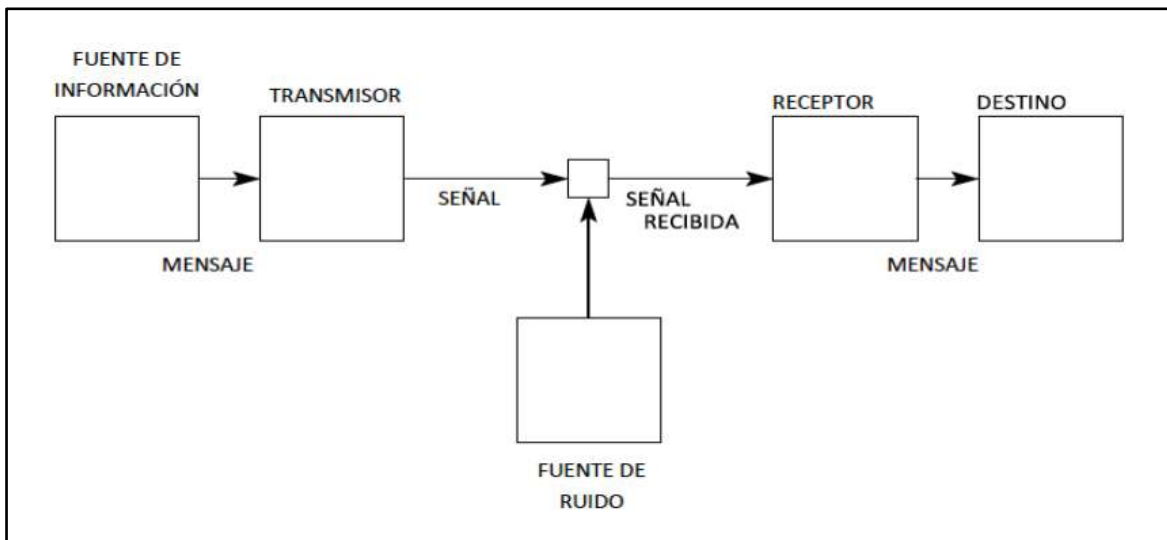 FUENTE DE
INFORMACIÓN
TRANSMISOR
RECEPTOR
DESTINO
SEÑAL
SEÑAL
RECIBIDA
MENSAJE
MENSAJE
FUENTE DE
RUIDO